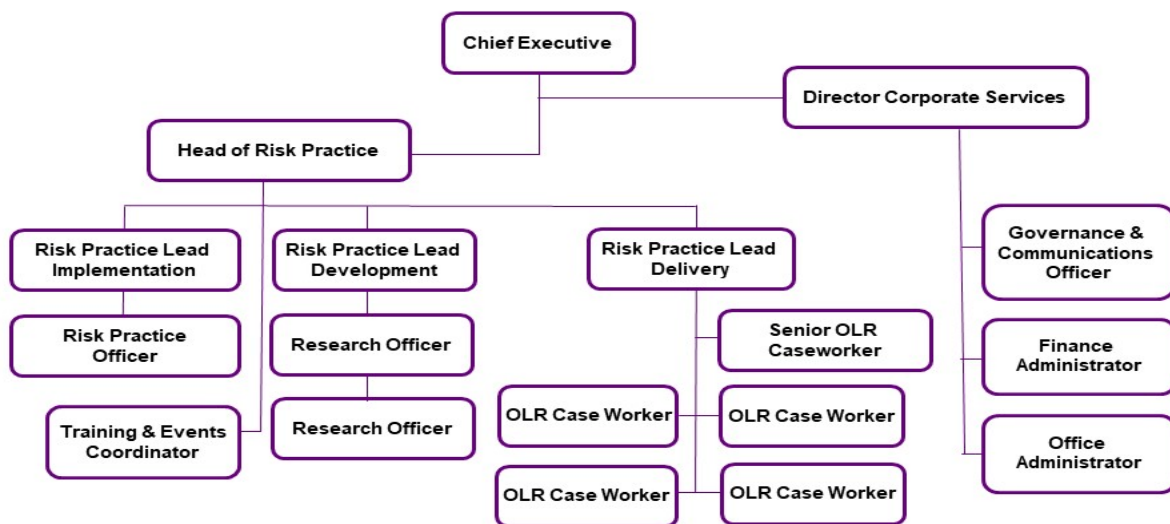 Chief Executive
Director Corporate Services
Head of Risk Practice
Risk Practice Lead
Implementation
Risk Practice Lead
Development
Risk Practice Lead
Delivery
Governance &
Communications
Officer
Risk Practice
Officer
Research Officer
Senior OLR
Caseworker
Finance
Administrator
Training & Events
Coordinator
Research Officer
OLR Case Worker
OLR Case Worker
Office
Administrator
OLR Case Worker
OLR Case Worker